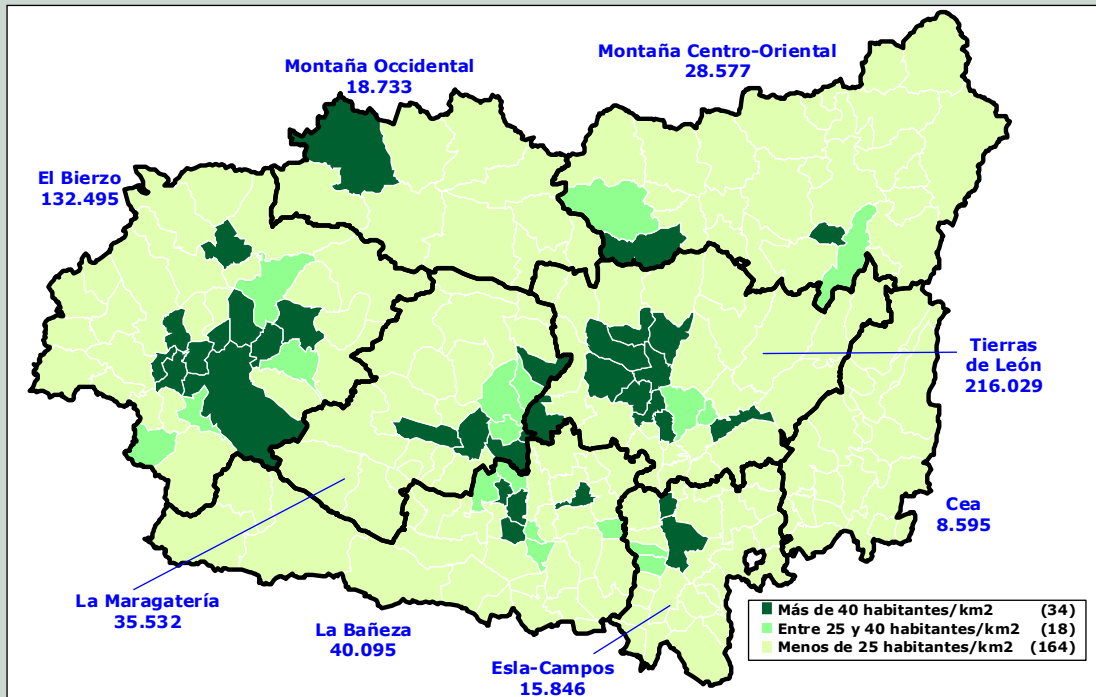 Montaña Occidental
18.733
Montaña Centro-Oriental
28.577
El Bierzo
132.495
Tierras
de León
216.029
Cea
8.595
La Maragatería
35.532
La Bañeza
40.095
Esla-Campos
15.846
Más de 40 habitantes/km2 (34)
Entre 25 y 40 habitantes/km2 (18)
Menos de 25 habitantes/km2 (164)